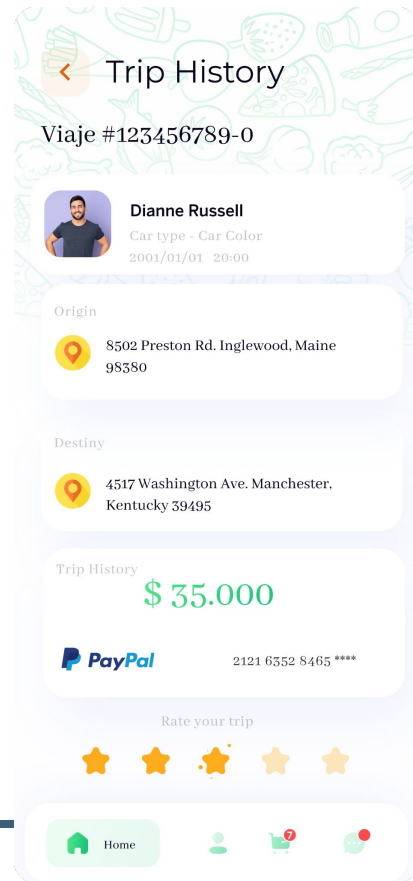 Trip History
Viaje #123456789-0
Dianne Russell
Car type - Car Color
2001/01/01 20:00
Origin
8502 Preston Rd. Inglewood, Maine
98380
Destiny
4517 Washington Ave. Manchester,
Kentucky 39495
Trip History
$ 35.000
PayPal
2121 6352 8465 ****
Rate your trip
Home
7